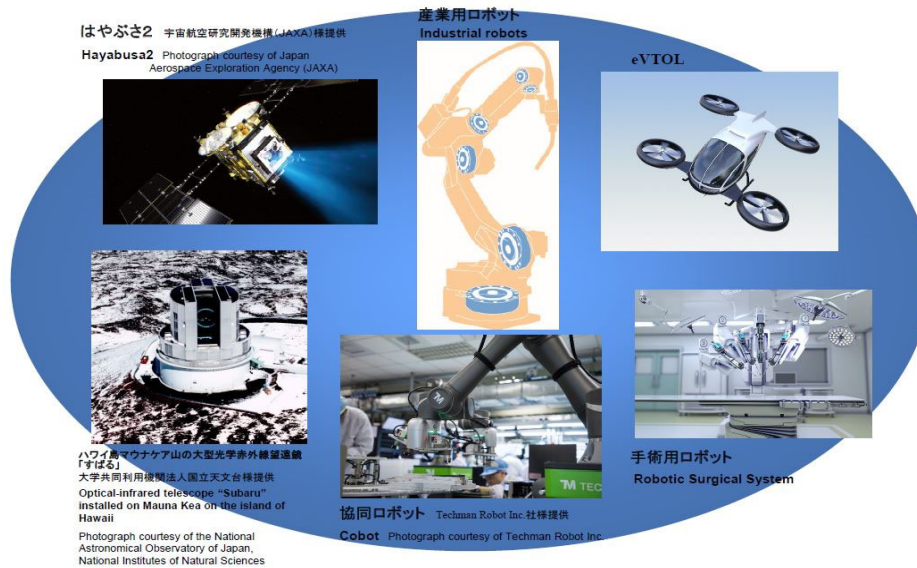 はやぶさ2 宇宙航空研究開発機構（JAXA）様提供
Hayabusa2 Photograph courtesy of Japan
Aerospace Exploration Agency (JAXA)
産業用ロボット
Industrial robots
eVTOL
ハワイ島マウナケア山の大型光学赤外線望遠鏡
「すばる」
大学共同利用機関法人国立天文台様提供
Optical-infrared telescope “Subaru”
installed on Mauna Kea on the island of
Hawaii
Photograph courtesy of the National
Astronomical Observatory of Japan,
National Institutes of Natural Sciences
TM
TM TEC
協同ロボット Techman Robot Inc.社様提供
Cobot Photograph courtesy of Techman Robot Inc.
手術用ロボット
Robotic Surgical System